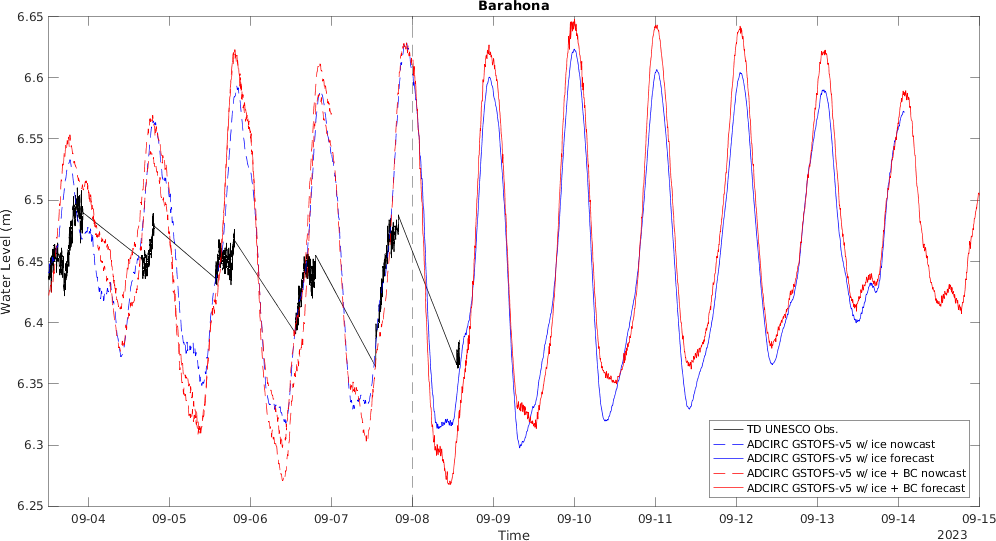 Barahona
Water Level (m)
6.65
6.6
6.55
6.5
6.45
6.4
6.35
6.3
6.25
TD UNESCO Obs.
ADCIRC GSTOFS-v5 w/ ice nowcast
ADCIRC GSTOFS-v5 w/ ice forecast
ADCIRC GSTOFS-v5 w/ ice + BC nowcast
ADCIRC GSTOFS-v5 w/ ice + BC forecast
09-04 09-05 09-06 09-07 09-08 09-09 09-10 09-11 09-12 09-13 09-14 09-15
Time
2023